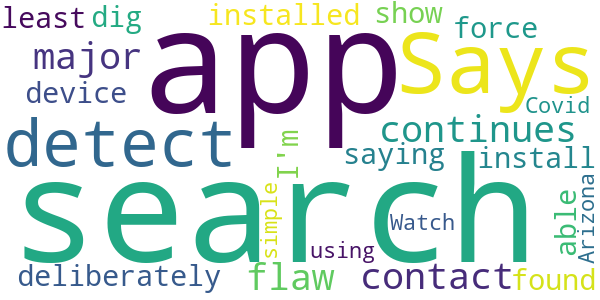 least dig installed show
major app Says force
device Covid
detect continues
I'm saying install
search able Arizona
simple Watch
using
deliberately flaw contact found